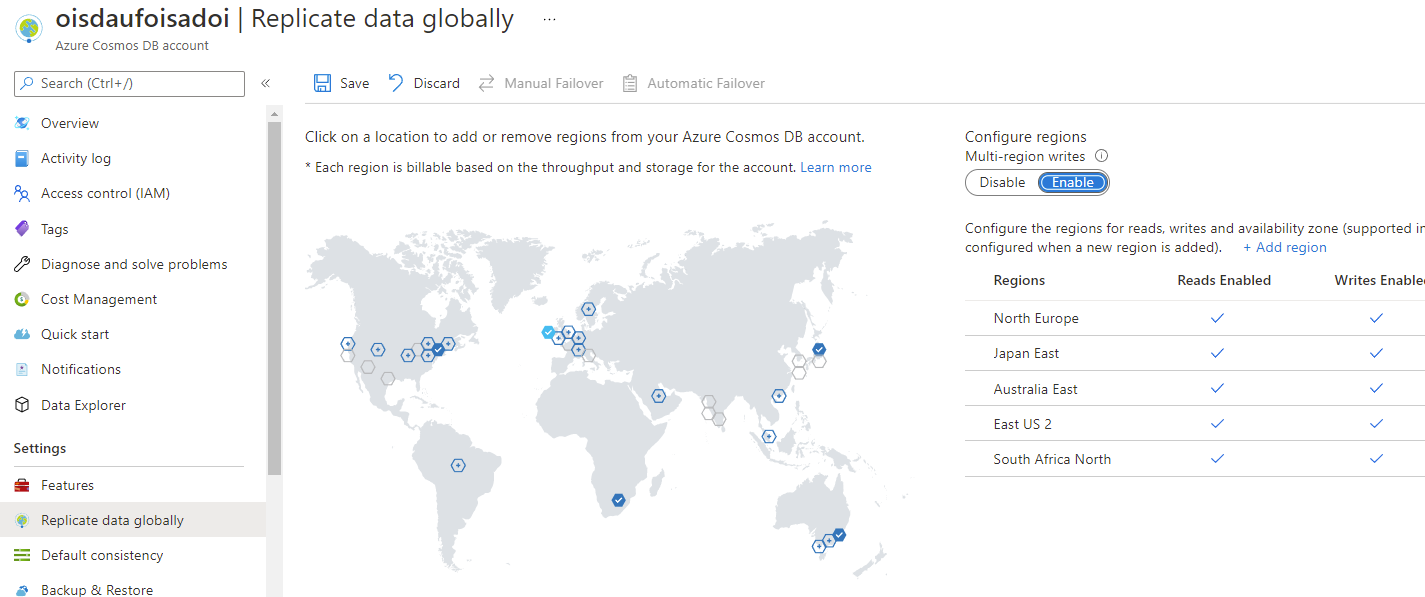 oisdaufoisadoi | Replicate data globally ...
Azure Cosmos DB account
Search (Ctrl+/) «
Overview
Activity log
Access control (IAM)
Tags
Diagnose and solve problems
Cost Management
Quick start
Notifications
Data Explorer
Settings
Features
Replicate data globally
Default consistency
Backup & Restore
Save Discard Manual Failover Automatic Failover
Click on a location to add or remove regions from your Azure Cosmos DB account.
* Each region is billable based on the throughput and storage for the account. Learn more
Configure regions
Multi-region writes
Disable Enable
Configure the regions for reads, writes and availability zone (supported in
configured when a new region is added). + Add region
Regions Reads Enabled Writes Enabled
North Europe
Japan East
Australia East
East US 2
South Africa North